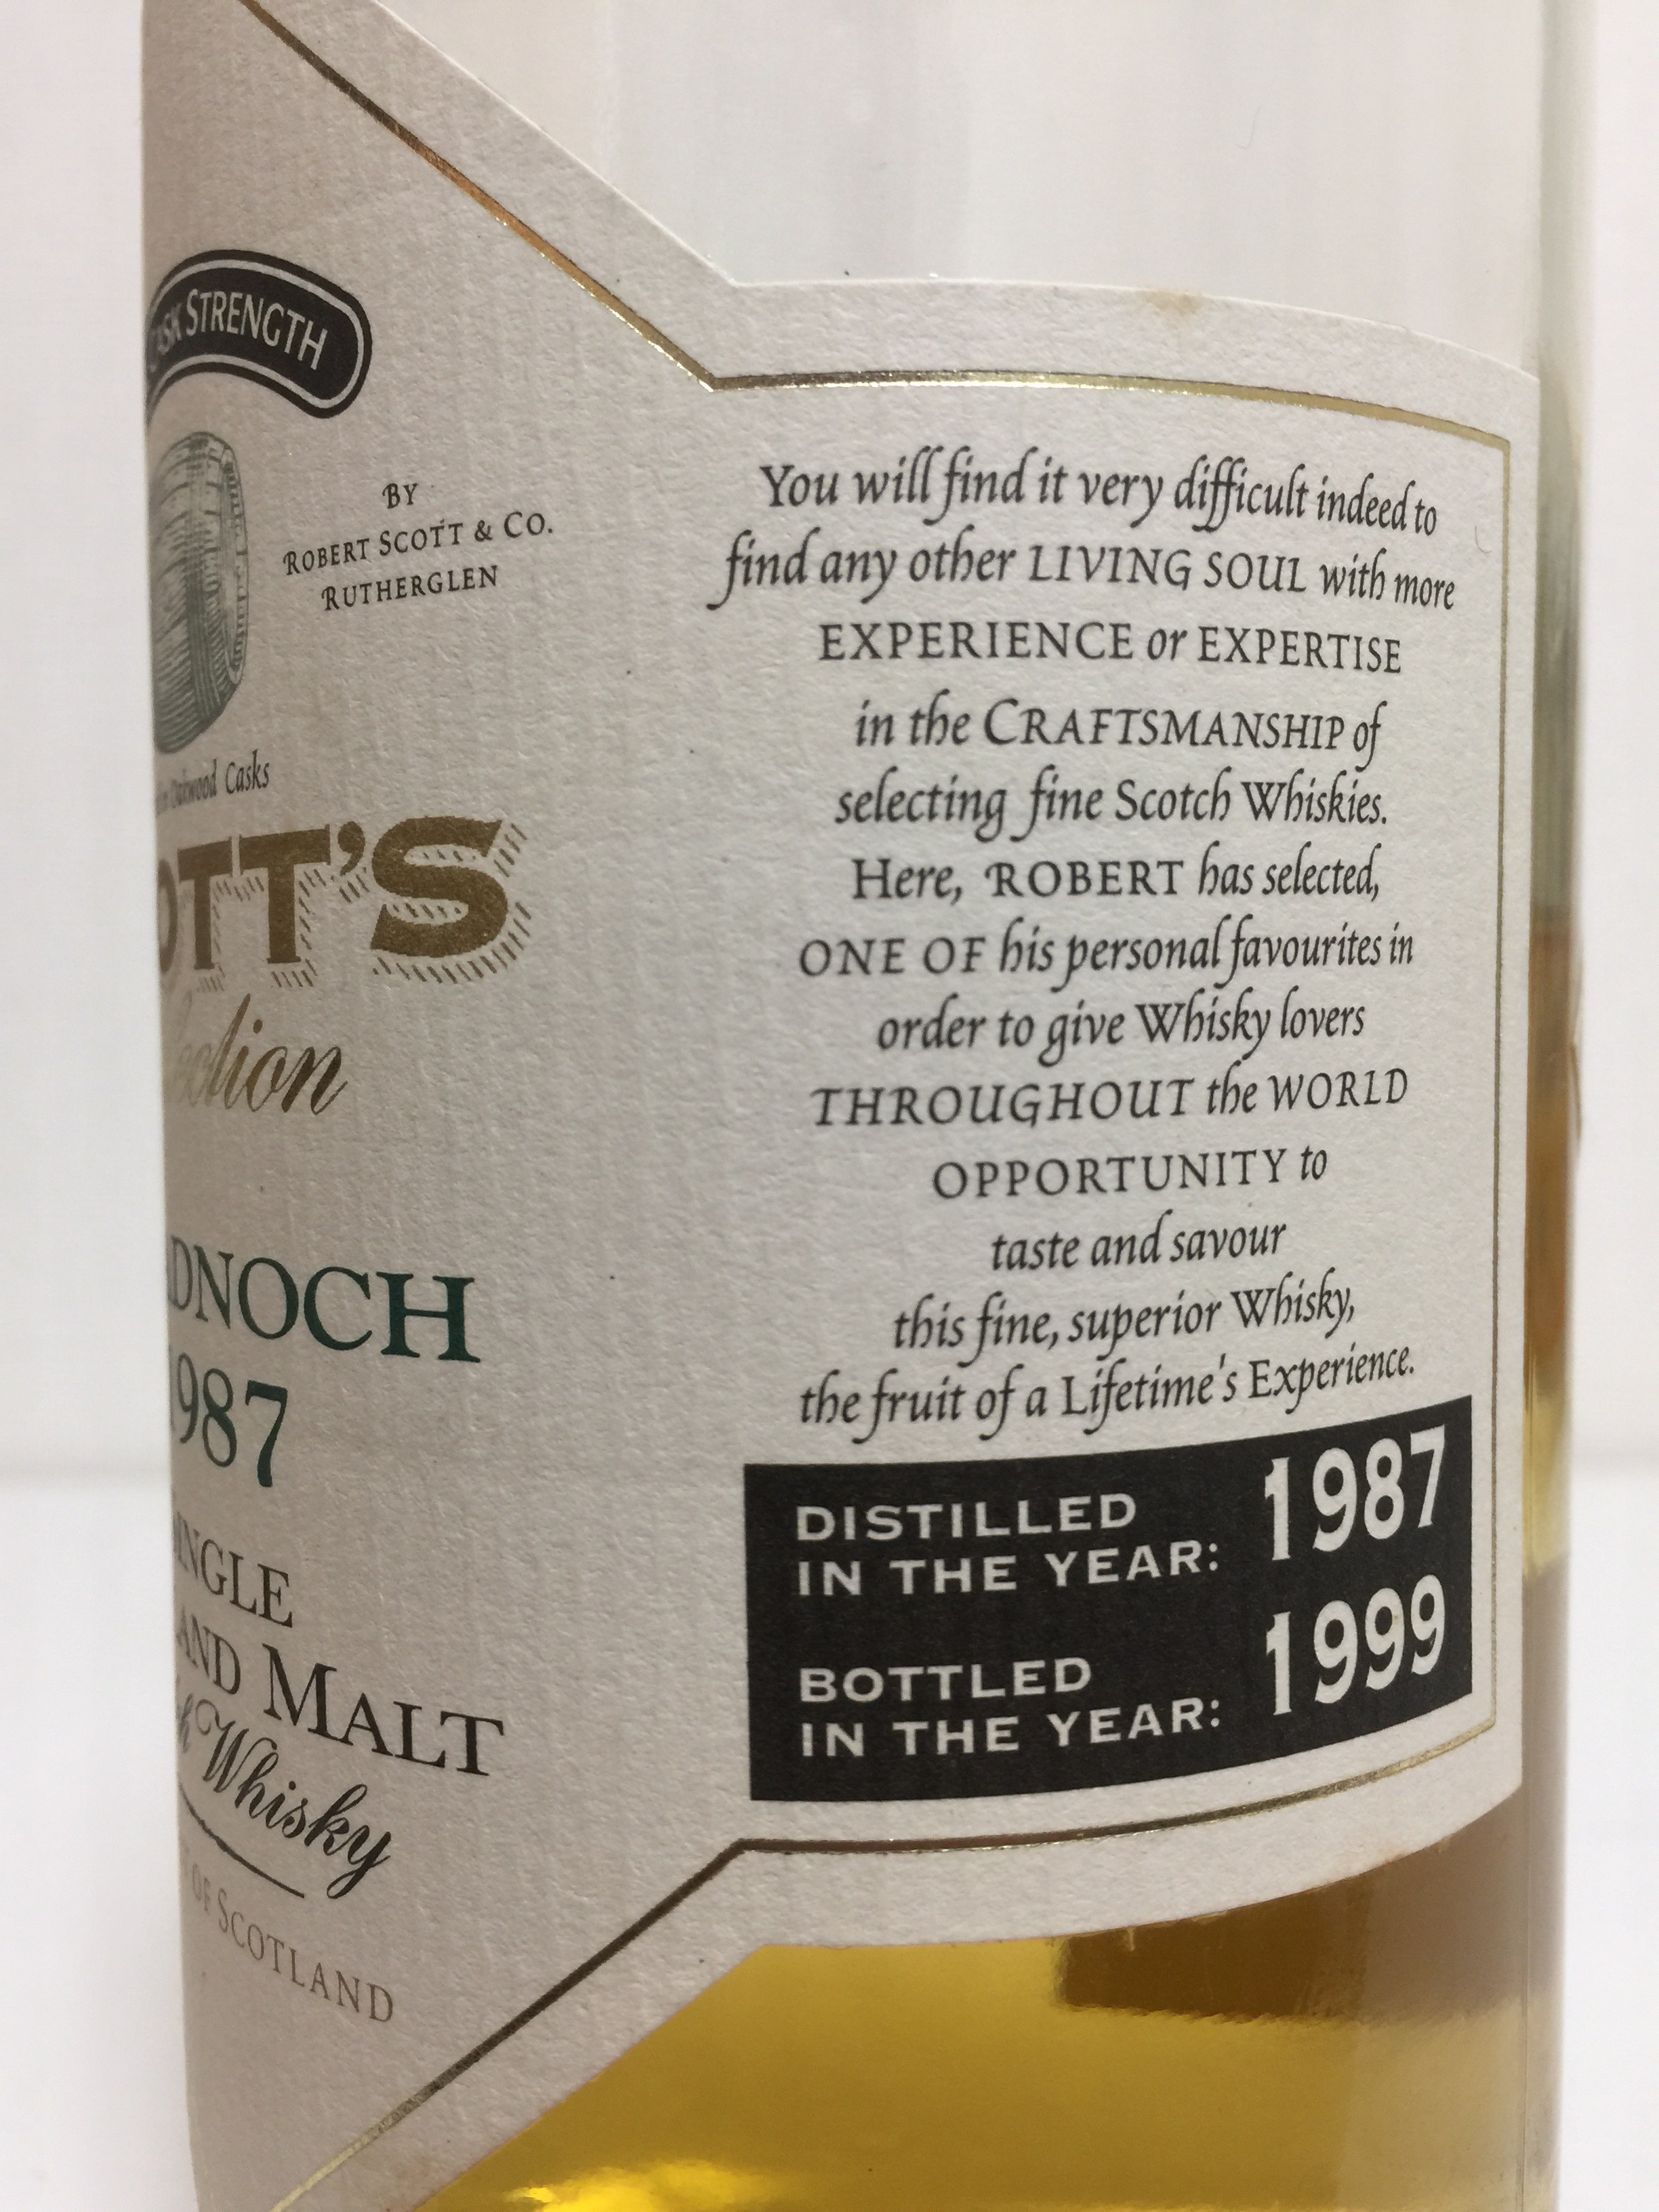 STRENGTH
BY
ROBERT SCOTT & CO.
RUTHERGLEN
Oakwood Casks
OTT'S
ection
DNOCH
987
INGLE
AND MALT
Whisky
OF SCOTLAND
You will find it very difficult indeed to
find any other LIVING SOUL with more
EXPERIENCE or EXPERTISE
in the CRAFTSMANSHIP of
selecting fine Scotch Whiskies.
Here, ROBERT has selected,
ONE OF his personal favourites in
order to give Whisky lovers
THROUGHOUT the WORLD
OPPORTUNITY to
taste and savour
this fine, superior Whisky,
the fruit of a Lifetime's Experience.
DISTILLED
IN THE YEAR: 1987
BOTTLED
IN THE YEAR: 1999